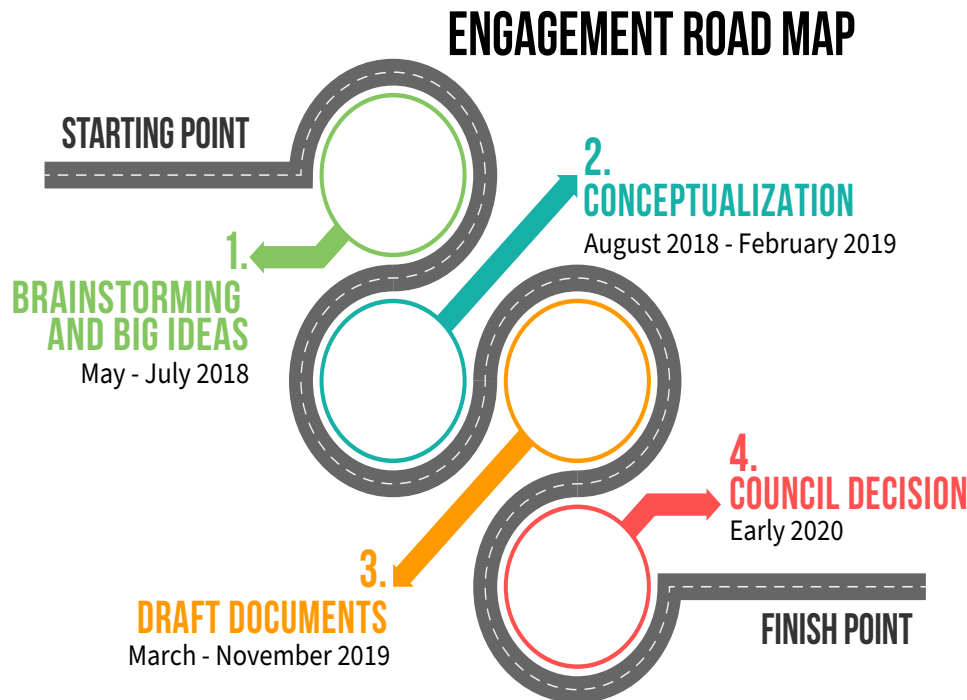 ENGAGEMENT ROAD MAP
STARTING POINT
1.
BRAINSTORMING
AND BIG IDEAS
May - July 2018
2.
CONCEPTUALIZATION
August 2018 - February 2019
3.
DRAFT DOCUMENTS
March - November 2019
4.
COUNCIL DECISION
Early 2020
FINISH POINT